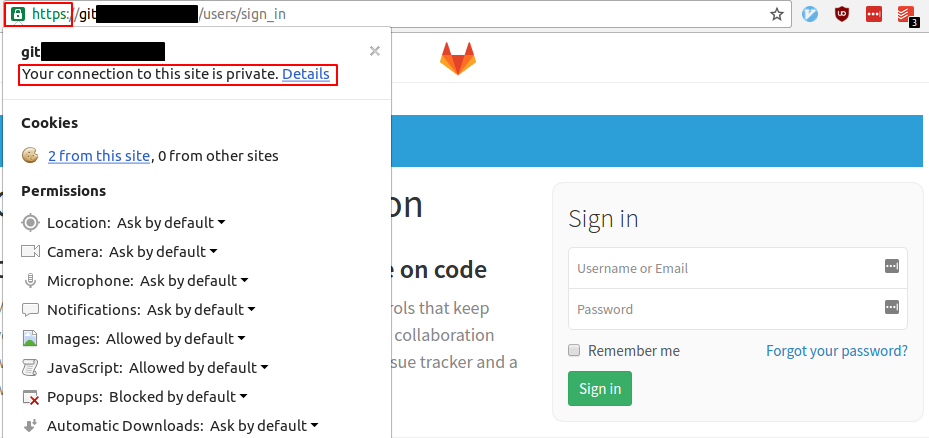 https://git /users/sign_in
3
git
Your connection to this site is private. Details
Cookies
2 from this site, 0 from other sites
Permissions
Location: Ask by default
Camera: Ask by default
Microphone: Ask by default
Notifications: Ask by default
Images: Allowed by default
JavaScript: Allowed by default
Popups: Blocked by default
Automatic Downloads: Ask by default
on
e on code
rols that keep
collaboration
sue tracker and a
Sign in
Username or Email
Password
Remember me
Forgot your password?
Sign in